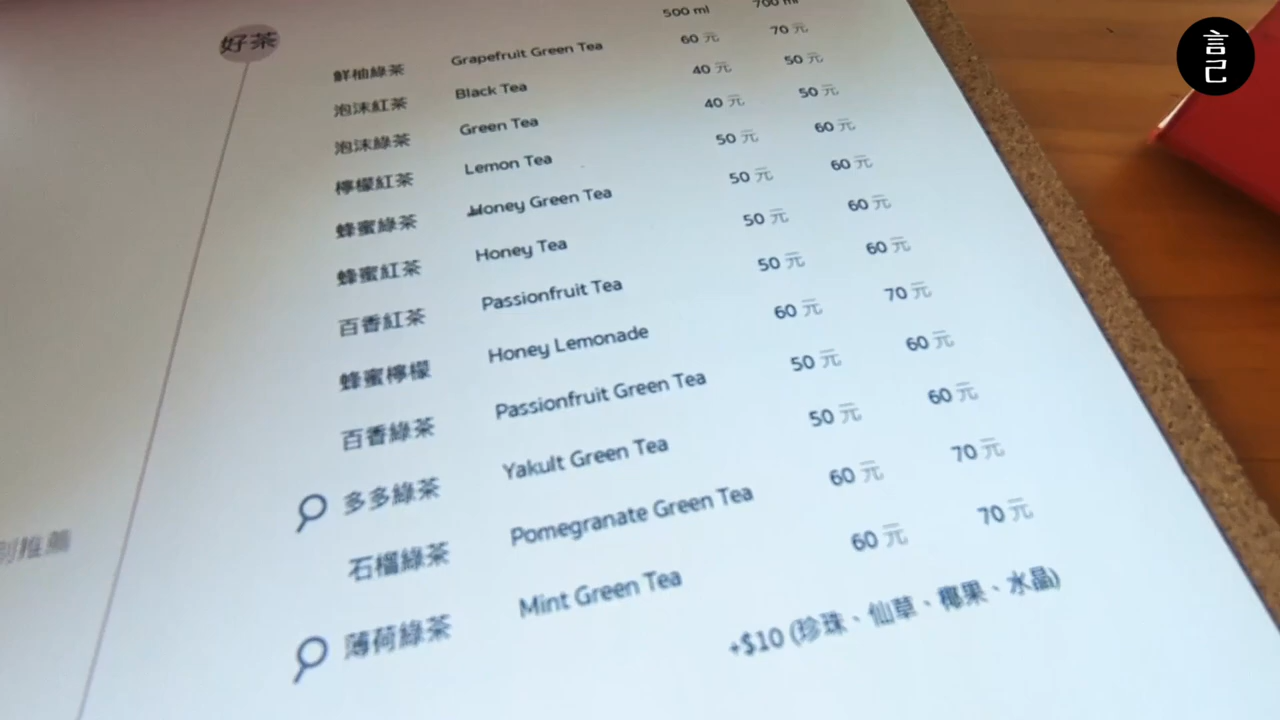 言己
好茶
500 ml 700 ml
鮮柚綠茶 Grapefruit Green Tea 60 元 70 元
泡沫紅茶 Black Tea 40 元 50 元
泡沫綠茶 Green Tea 40 元 50 元
檸檬紅茶 Lemon Tea 50 元 60 元
蜂蜜綠茶 Honey Green Tea 50 元 60 元
蜂蜜紅茶 Honey Tea 50 元 60 元
百香紅茶 Passionfruit Tea 50 元 60 元
蜂蜜檸檬 Honey Lemonade 60 元 70 元
百香綠茶 Passionfruit Green Tea 50 元 60 元
多多綠茶 Yakult Green Tea 50 元 60 元
石榴綠茶 Pomegranate Green Tea 60 元 70 元
薄荷綠茶 Mint Green Tea 60 元 70 元
+$10 (珍珠、仙草、椰果、水晶)
推薦